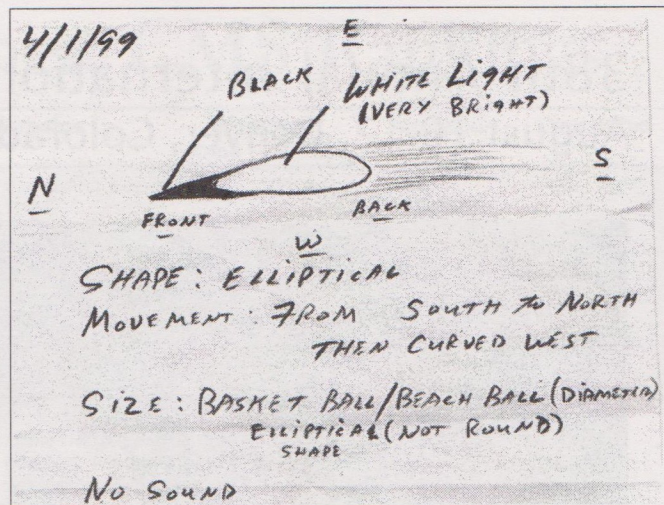 4/1/99
E
BLACK
WHITE LIGHT
(VERY BRIGHT)
N
S
FRONT
BACK
W
SHAPE: ELLIPTICAL
MOVEMENT: FROM SOUTH to NORTH
THEN CURVED WEST
SIZE: BASKET BALL/BEACH BALL (DIAMETER)
ELLIPTICAL (NOT ROUND)
SHAPE
NO SOUND